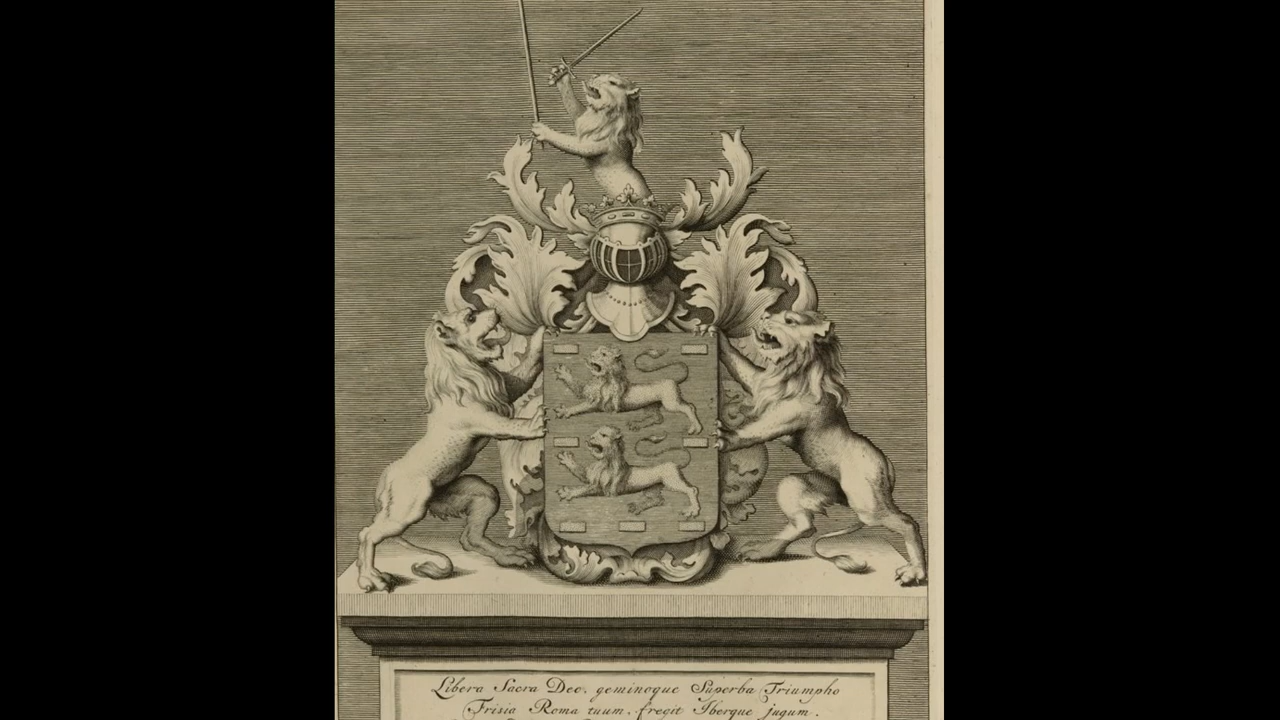 Libera Sacra Deo. geminoque Superba Triumpho
Frisia Roma tuum. fregit Iberque jugum.